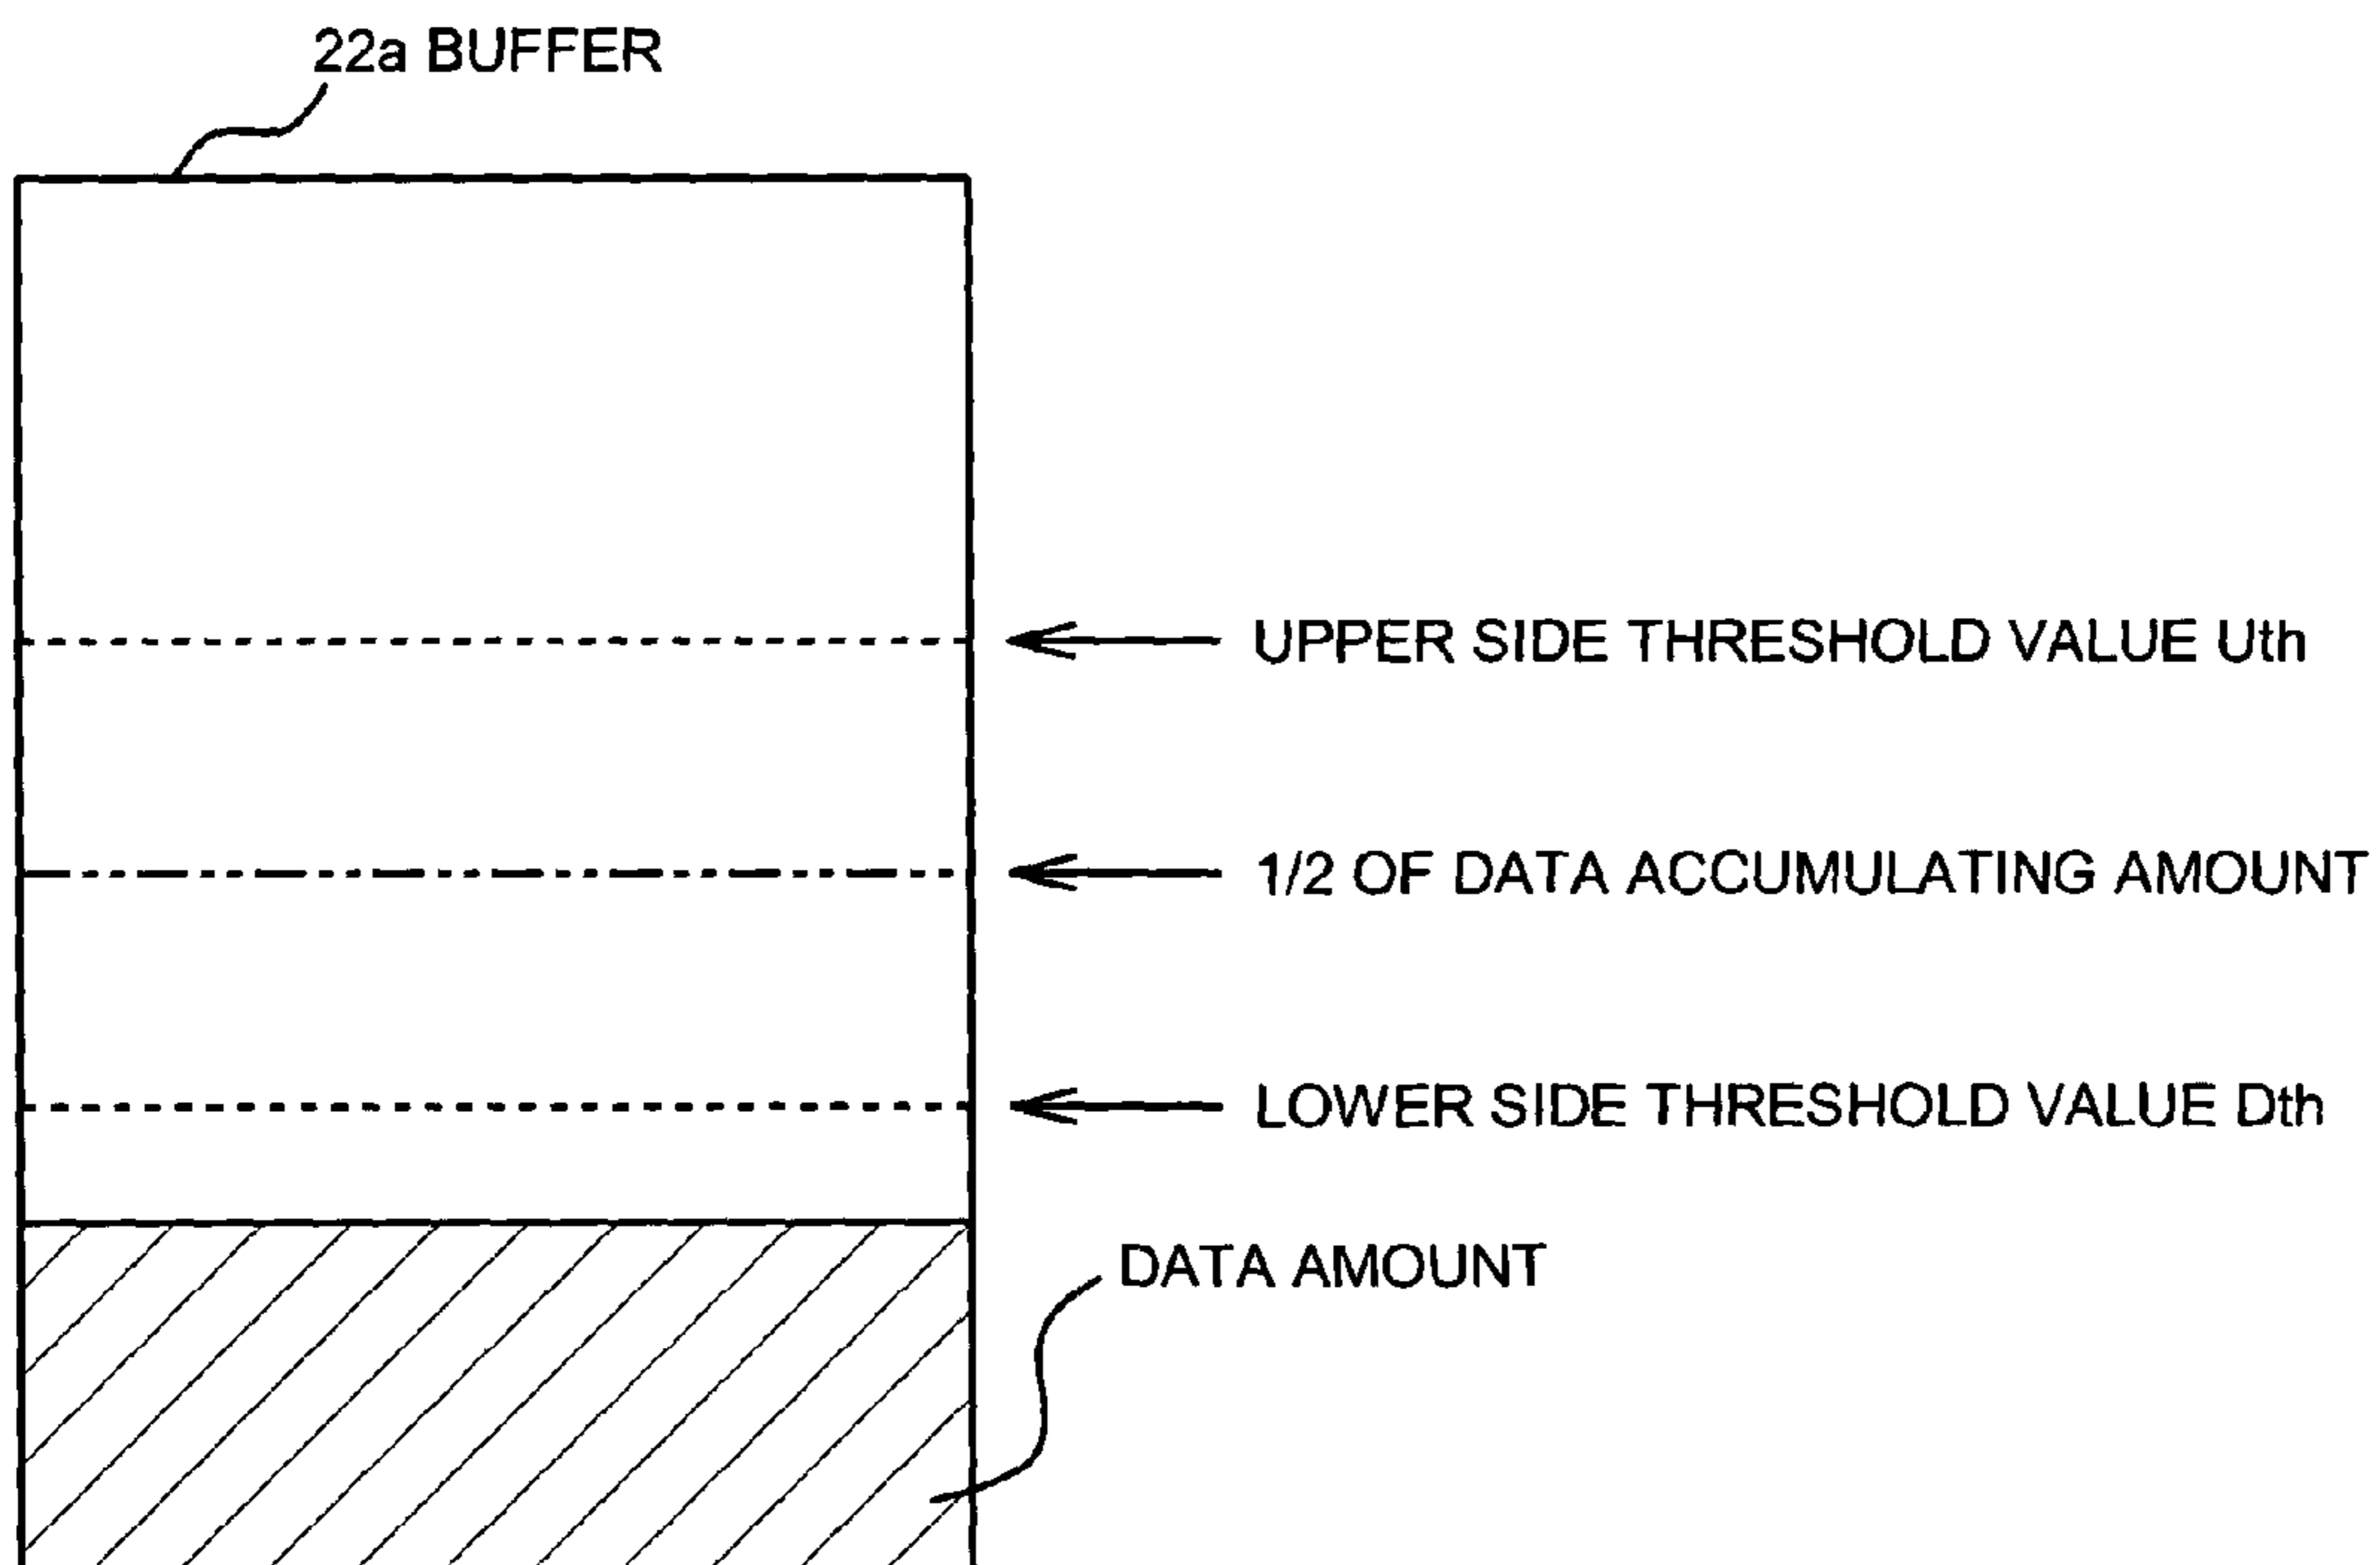 22a BUFFER
UPPER SIDE THRESHOLD VALUE Uth
1/2 OF DATA ACCUMULATING AMOUNT
LOWER SIDE THRESHOLD VALUE Dth
DATA AMOUNT